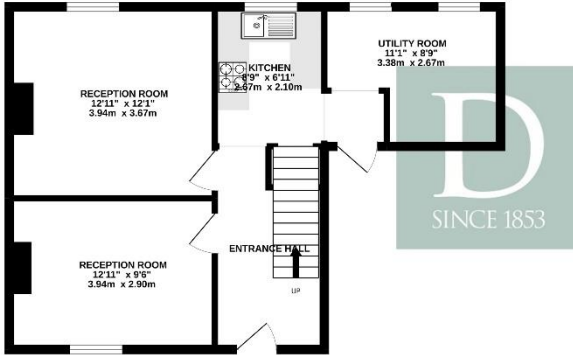 RECEPTION ROOM
12'11" x 12'1"
3.94m x 3.67m
KITCHEN
8'9" x 6'11"
2.67m x 2.10m
UTILITY ROOM
11'1" x 8'9"
3.38m x 2.67m
D
SINCE 1853
RECEPTION ROOM
12'11" x 9'6"
3.94m x 2.90m
ENTRANCE HALL
UP